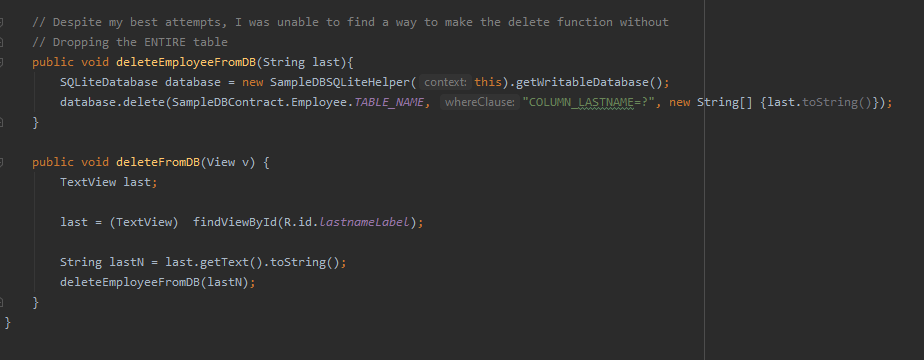 // Despite my best attempts, I was unable to find a way to make the delete function without
// Dropping the ENTIRE table
public void deleteEmployeeFromDB(String last){
SQLiteDatabase database = new SampleDBSQLiteHelper( context: this).getWritableDatabase();
database.delete(SampleDBContract.Employee.TABLE_NAME, whereClause: "COLUMN_LASTNAME=?", new String[] {last.toString()});
}
public void deleteFromDB(View v) {
TextView last;
last = (TextView) findViewById(R.id.lastnameLabel);
String lastN = last.getText().toString();
deleteEmployeeFromDB(lastN);
}
}